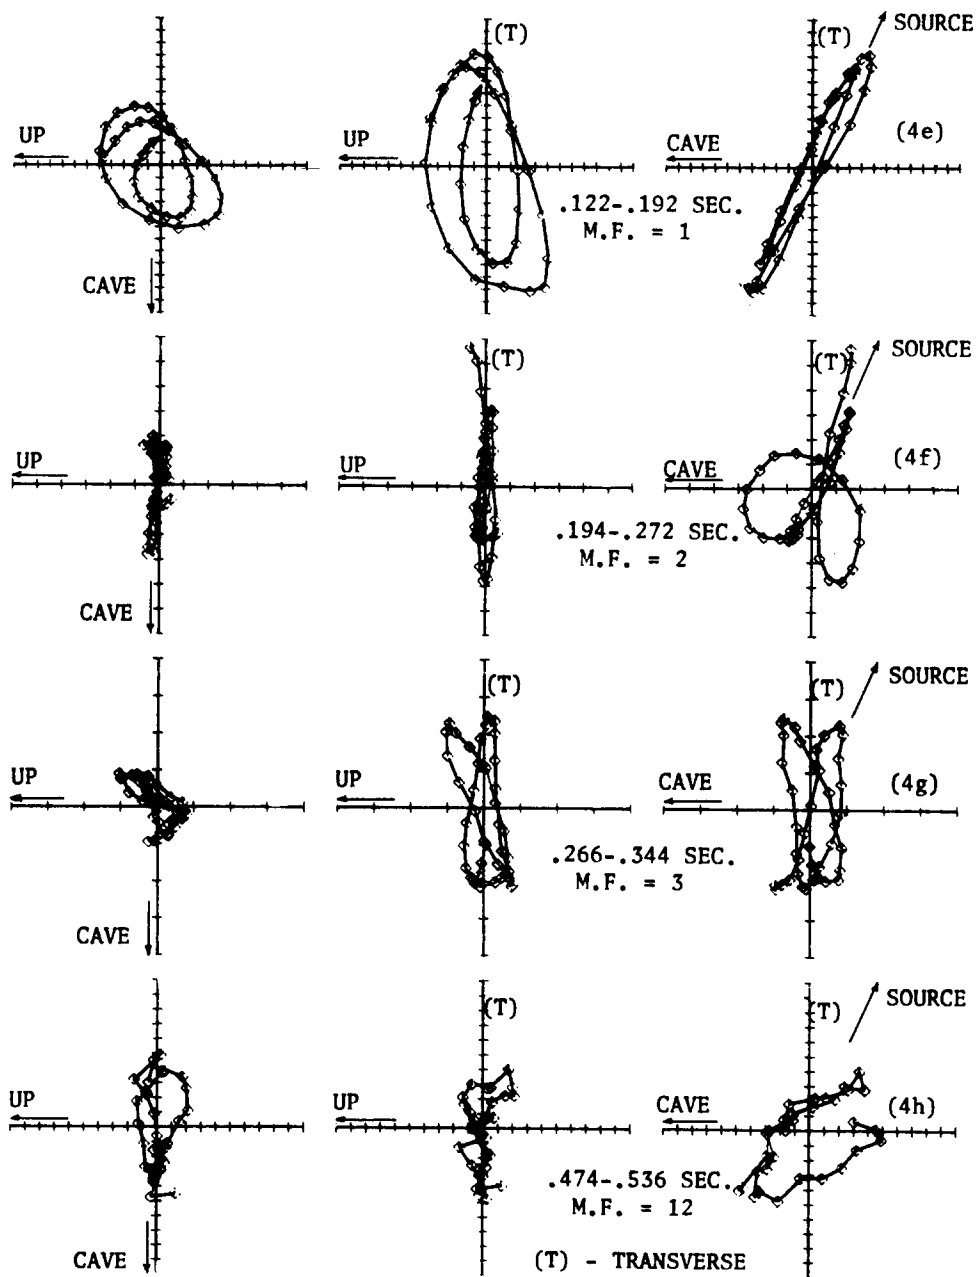 (T)
(T)
SOURCE
UP
UP
CAVE
(4e)
.122-.192 SEC.
M.F. = 1
CAVE
(T)
(T)
SOURCE
UP
UP
CAVE
(4f)
.194-.272 SEC.
M.F. = 2
CAVE
(T)
(T)
SOURCE
UP
UP
CAVE
(4g)
.266-.344 SEC.
M.F. = 3
CAVE
(T)
(T)
SOURCE
UP
UP
CAVE
(4h)
.474-.536 SEC.
M.F. = 12
CAVE
(T) - TRANSVERSE